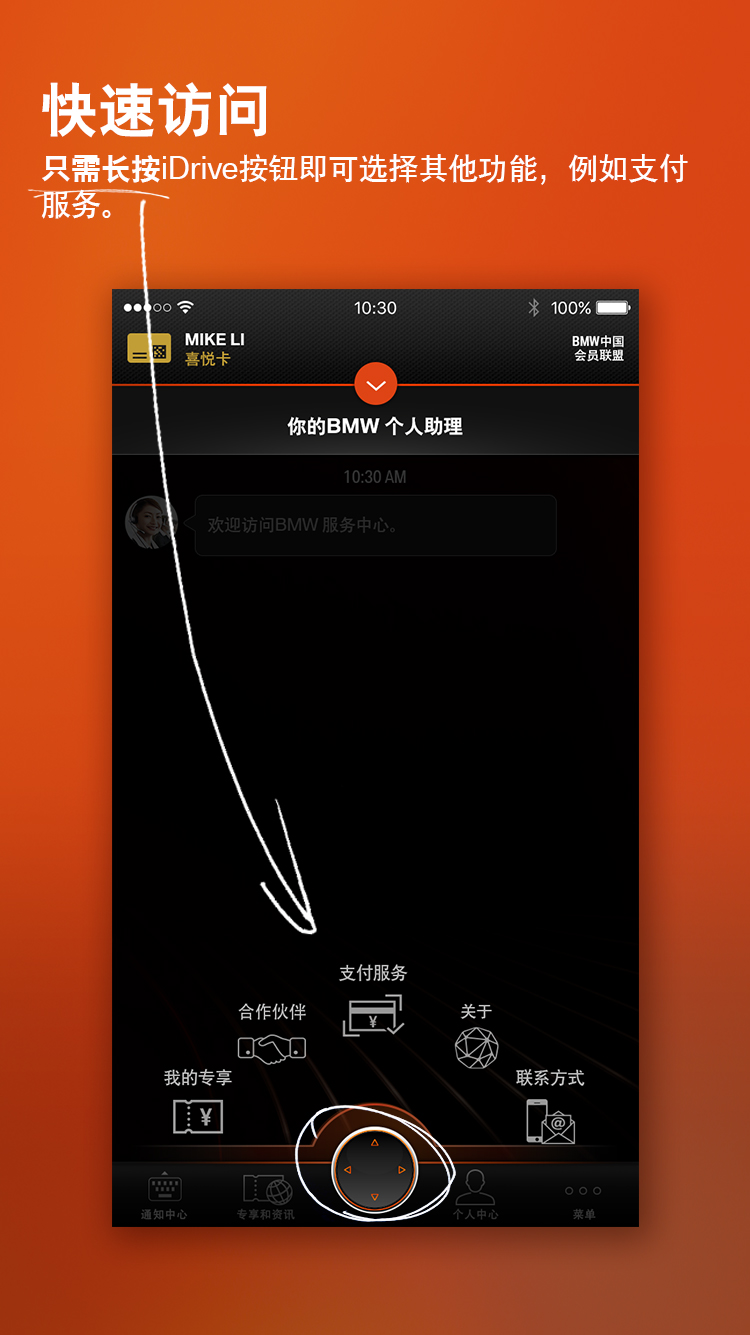 快速访问
只需长按iDrive按钮即可选择其他功能，例如支付
服务。
10:30
100%
MIKE LI
喜悦卡
BMW中国
会员联盟
你的BMW 个人助理
10:30 AM
欢迎访问BMW 服务中心。
支付服务
合作伙伴
关于
我的专享
联系方式
通知中心
专享和资讯
个人中心
菜单